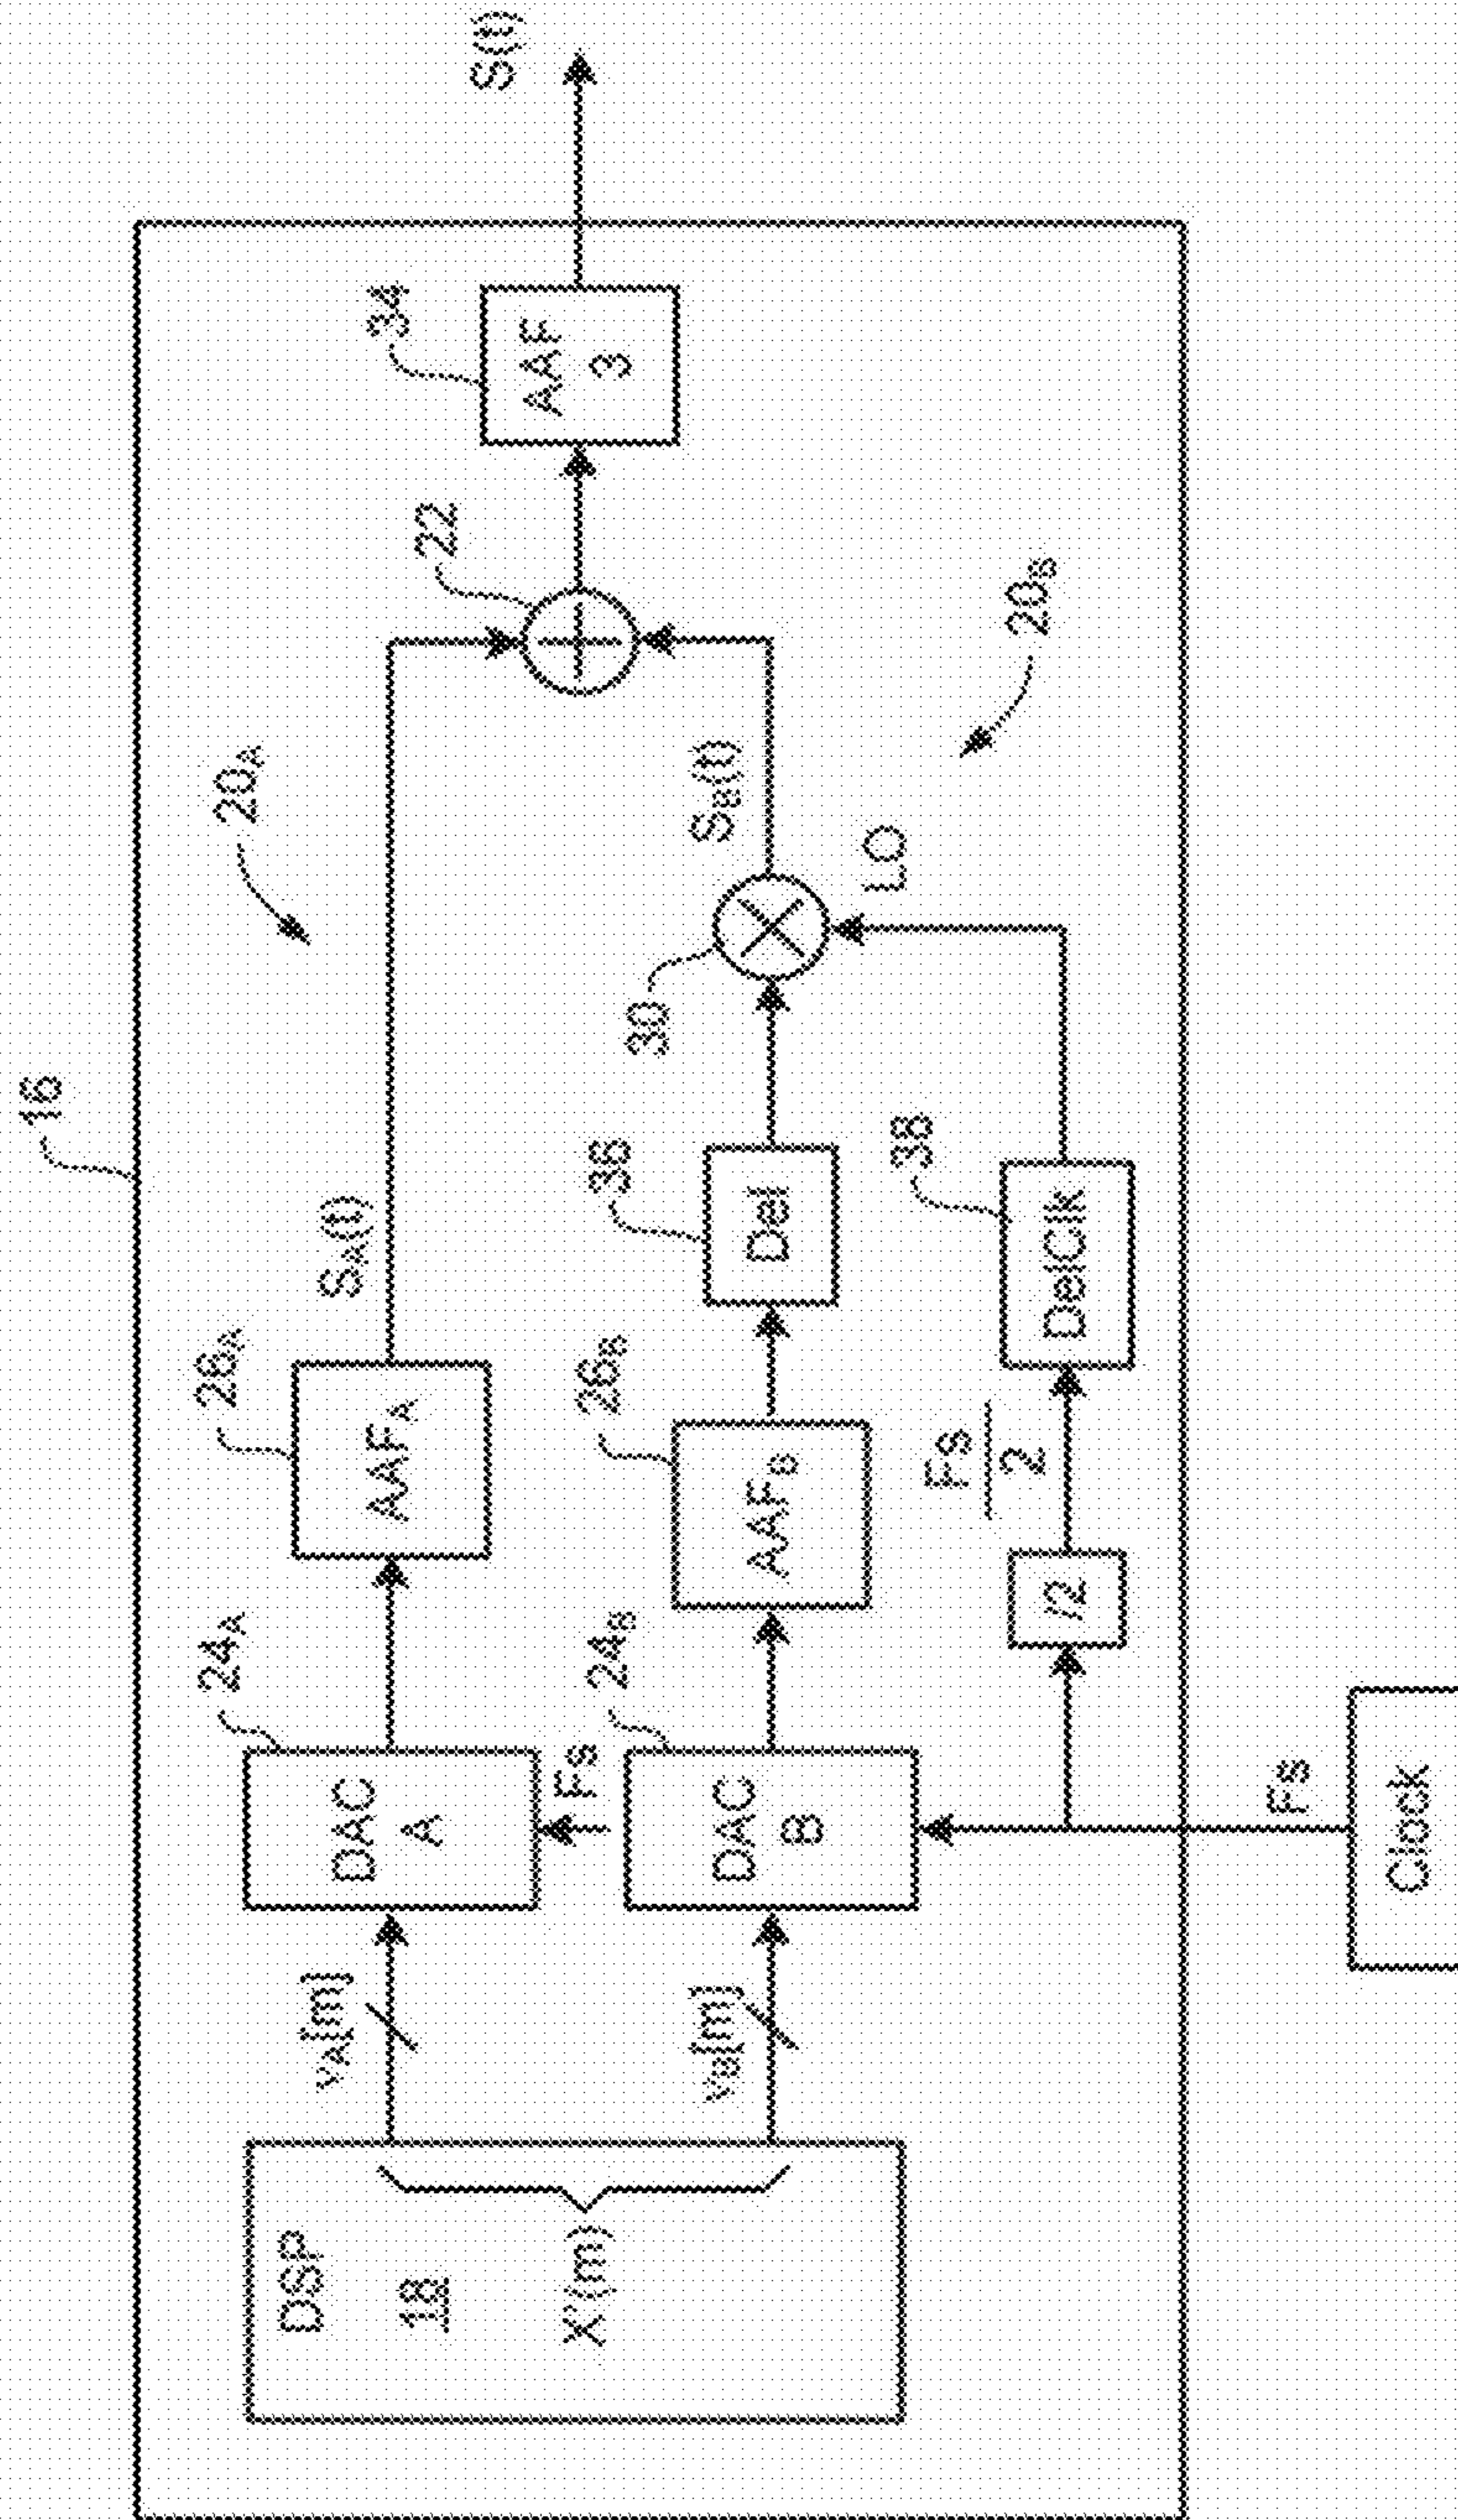 16
20A
S(t)
34
22
AAF
3
24A
26A
SA(t)
DAC
A
AAFA
vA[m]
Fs
DSP
18
X'(m)
24B
26B
36
30
SB(t)
DAC
B
AAFB
Del
vB[m]
LO
20B
Fs
2
38
/2
DelClk
Fs
Clock